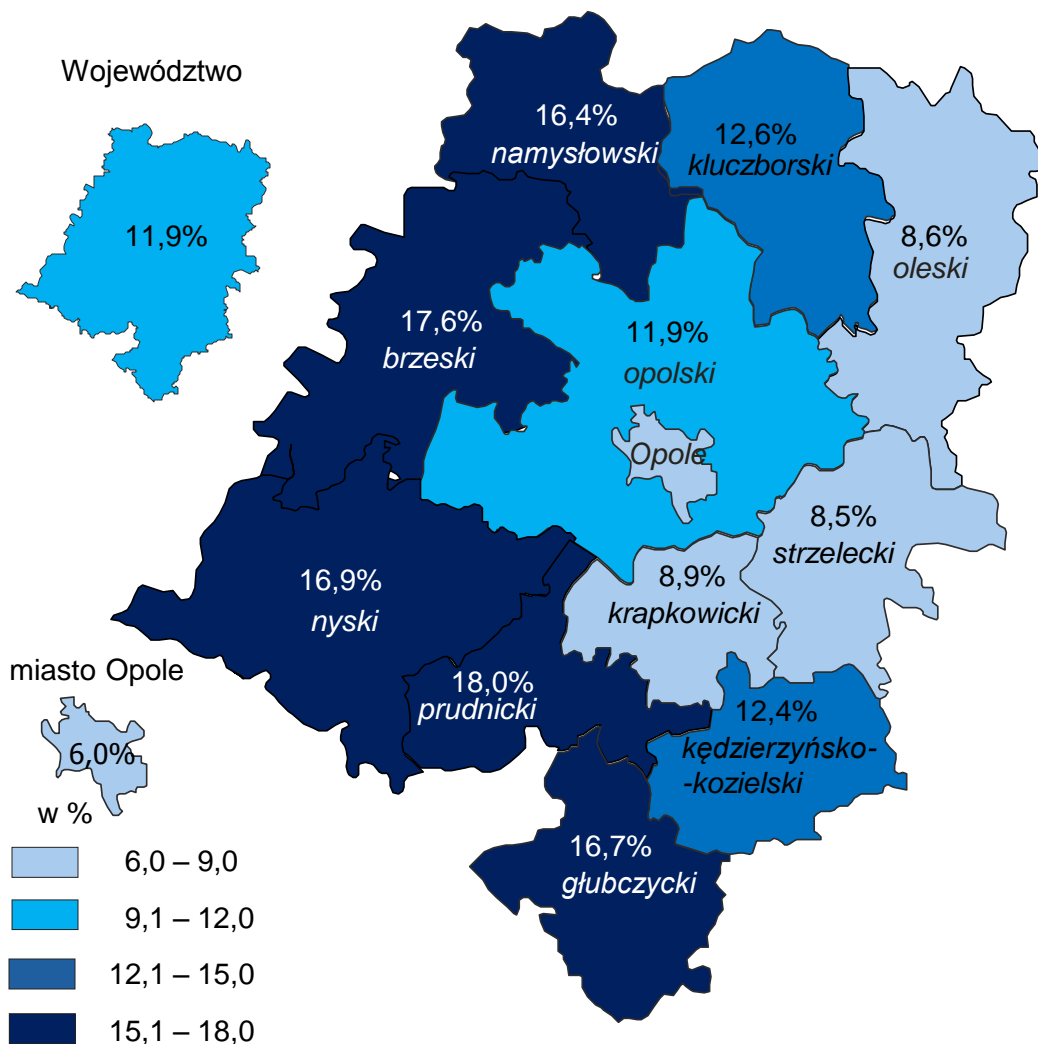 Województwo
11,9%
16,4%
namysłowski
12,6%
kluczborski
8,6%
oleski
17,6%
brzeski
11,9%
opolski
Opole
8,5%
strzelecki
16,9%
nyski
8,9%
krapkowicki
18,0%
prudnicki
12,4%
kędzierzyńsko-
-kozielski
16,7%
głubczycki
miasto Opole
6,0%
w %
6,0 – 9,0
9,1 – 12,0
12,1 – 15,0
15,1 – 18,0